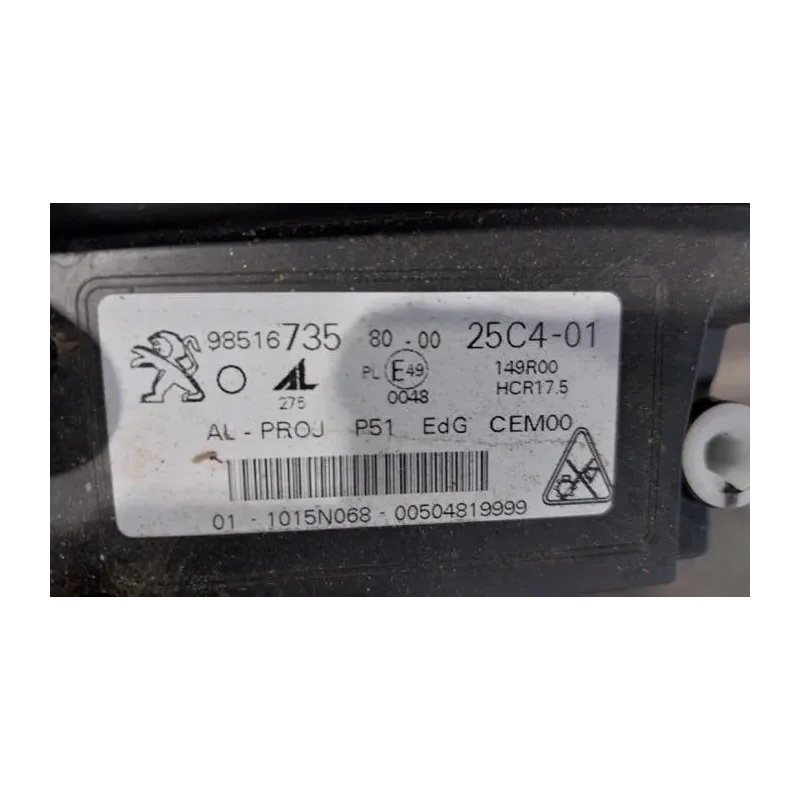 98516735 80-00 25C4-01
AL 275 PL E49 0048 149R00
HCR17.5
AL - PROJ P51 EdG CEM00
01 - 1015N068 - 00504819999